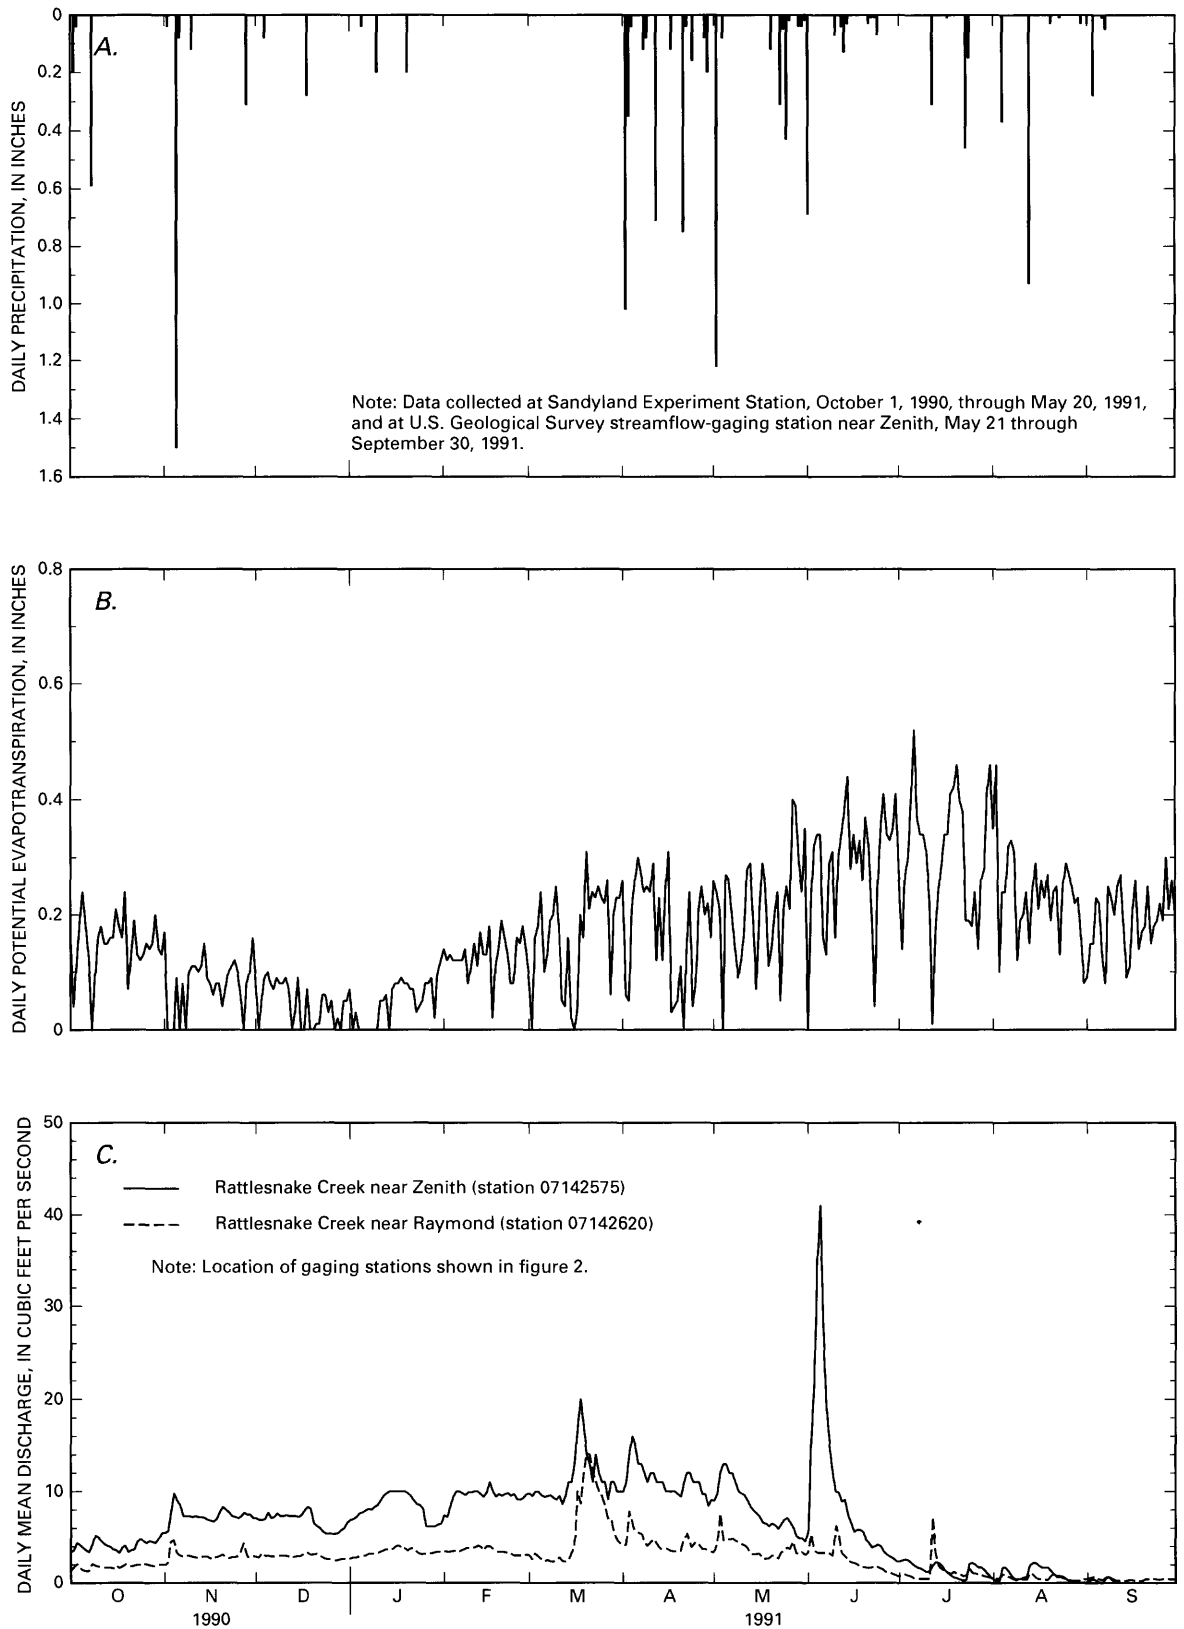 A.
DAILY PRECIPITATION, IN INCHES
0
0.2
0.4
0.6
0.8
1.0
1.2
1.4
1.6
Note: Data collected at Sandyland Experiment Station, October 1, 1990, through May 20, 1991,
and at U.S. Geological Survey streamflow-gaging station near Zenith, May 21 through
September 30, 1991.
B.
DAILY POTENTIAL EVAPOTRANSPIRATION, IN INCHES
0.8
0.6
0.4
0.2
0
C.
DAILY MEAN DISCHARGE, IN CUBIC FEET PER SECOND
50
40
30
20
10
0
Rattlesnake Creek near Zenith (station 07142575)
Rattlesnake Creek near Raymond (station 07142620)
Note: Location of gaging stations shown in figure 2.
O N D J F M A M J J A S
1990 1991